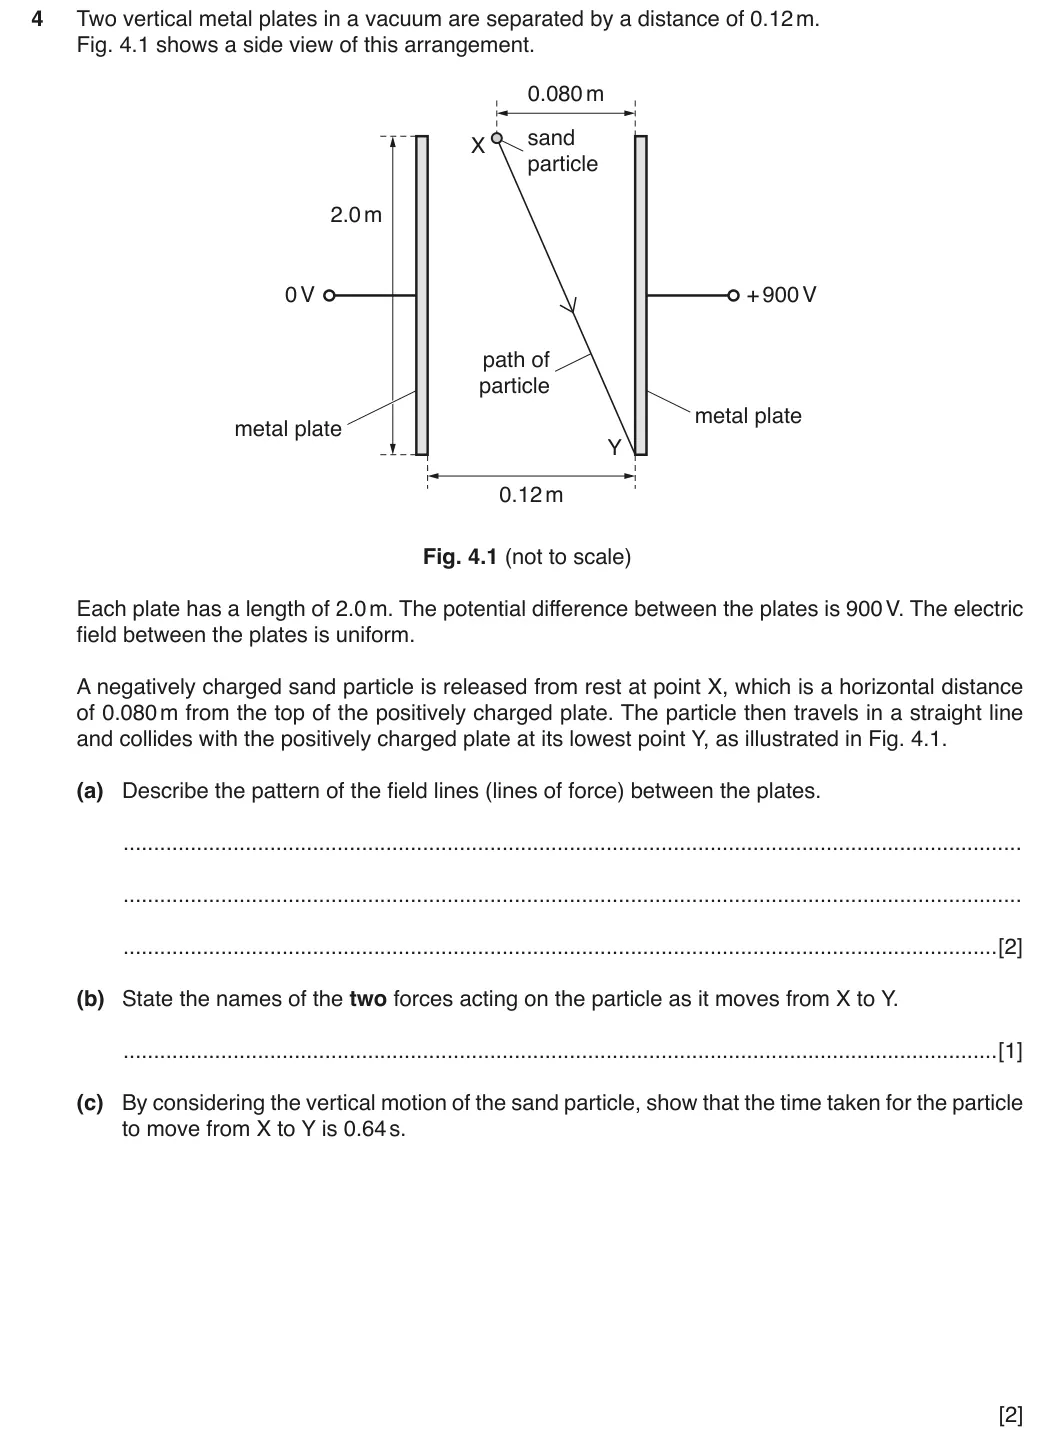 4 Two vertical metal plates in a vacuum are separated by a distance of 0.12 m.
Fig. 4.1 shows a side view of this arrangement.
0.080 m
X
sand
particle
2.0 m
0 V
+900 V
path of
particle
metal plate
metal plate
Y
0.12 m
Fig. 4.1 (not to scale)
Each plate has a length of 2.0 m. The potential difference between the plates is 900 V. The electric
field between the plates is uniform.
A negatively charged sand particle is released from rest at point X, which is a horizontal distance
of 0.080 m from the top of the positively charged plate. The particle then travels in a straight line
and collides with the positively charged plate at its lowest point Y, as illustrated in Fig. 4.1.
(a) Describe the pattern of the field lines (lines of force) between the plates.
[2]
(b) State the names of the two forces acting on the particle as it moves from X to Y.
[1]
(c) By considering the vertical motion of the sand particle, show that the time taken for the particle
to move from X to Y is 0.64 s.
[2]